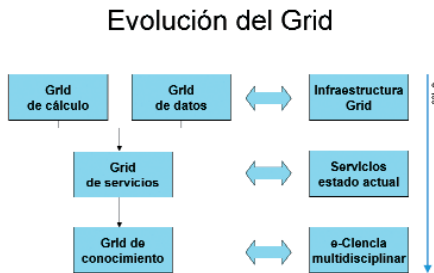 Evolución del Grid
Grid
de cálculo
Grid
de datos
Infraestructura
Grid
Grid
de servicios
Servicios
estado actual
Grid de
conocimiento
e-Ciencia
multidisciplinar